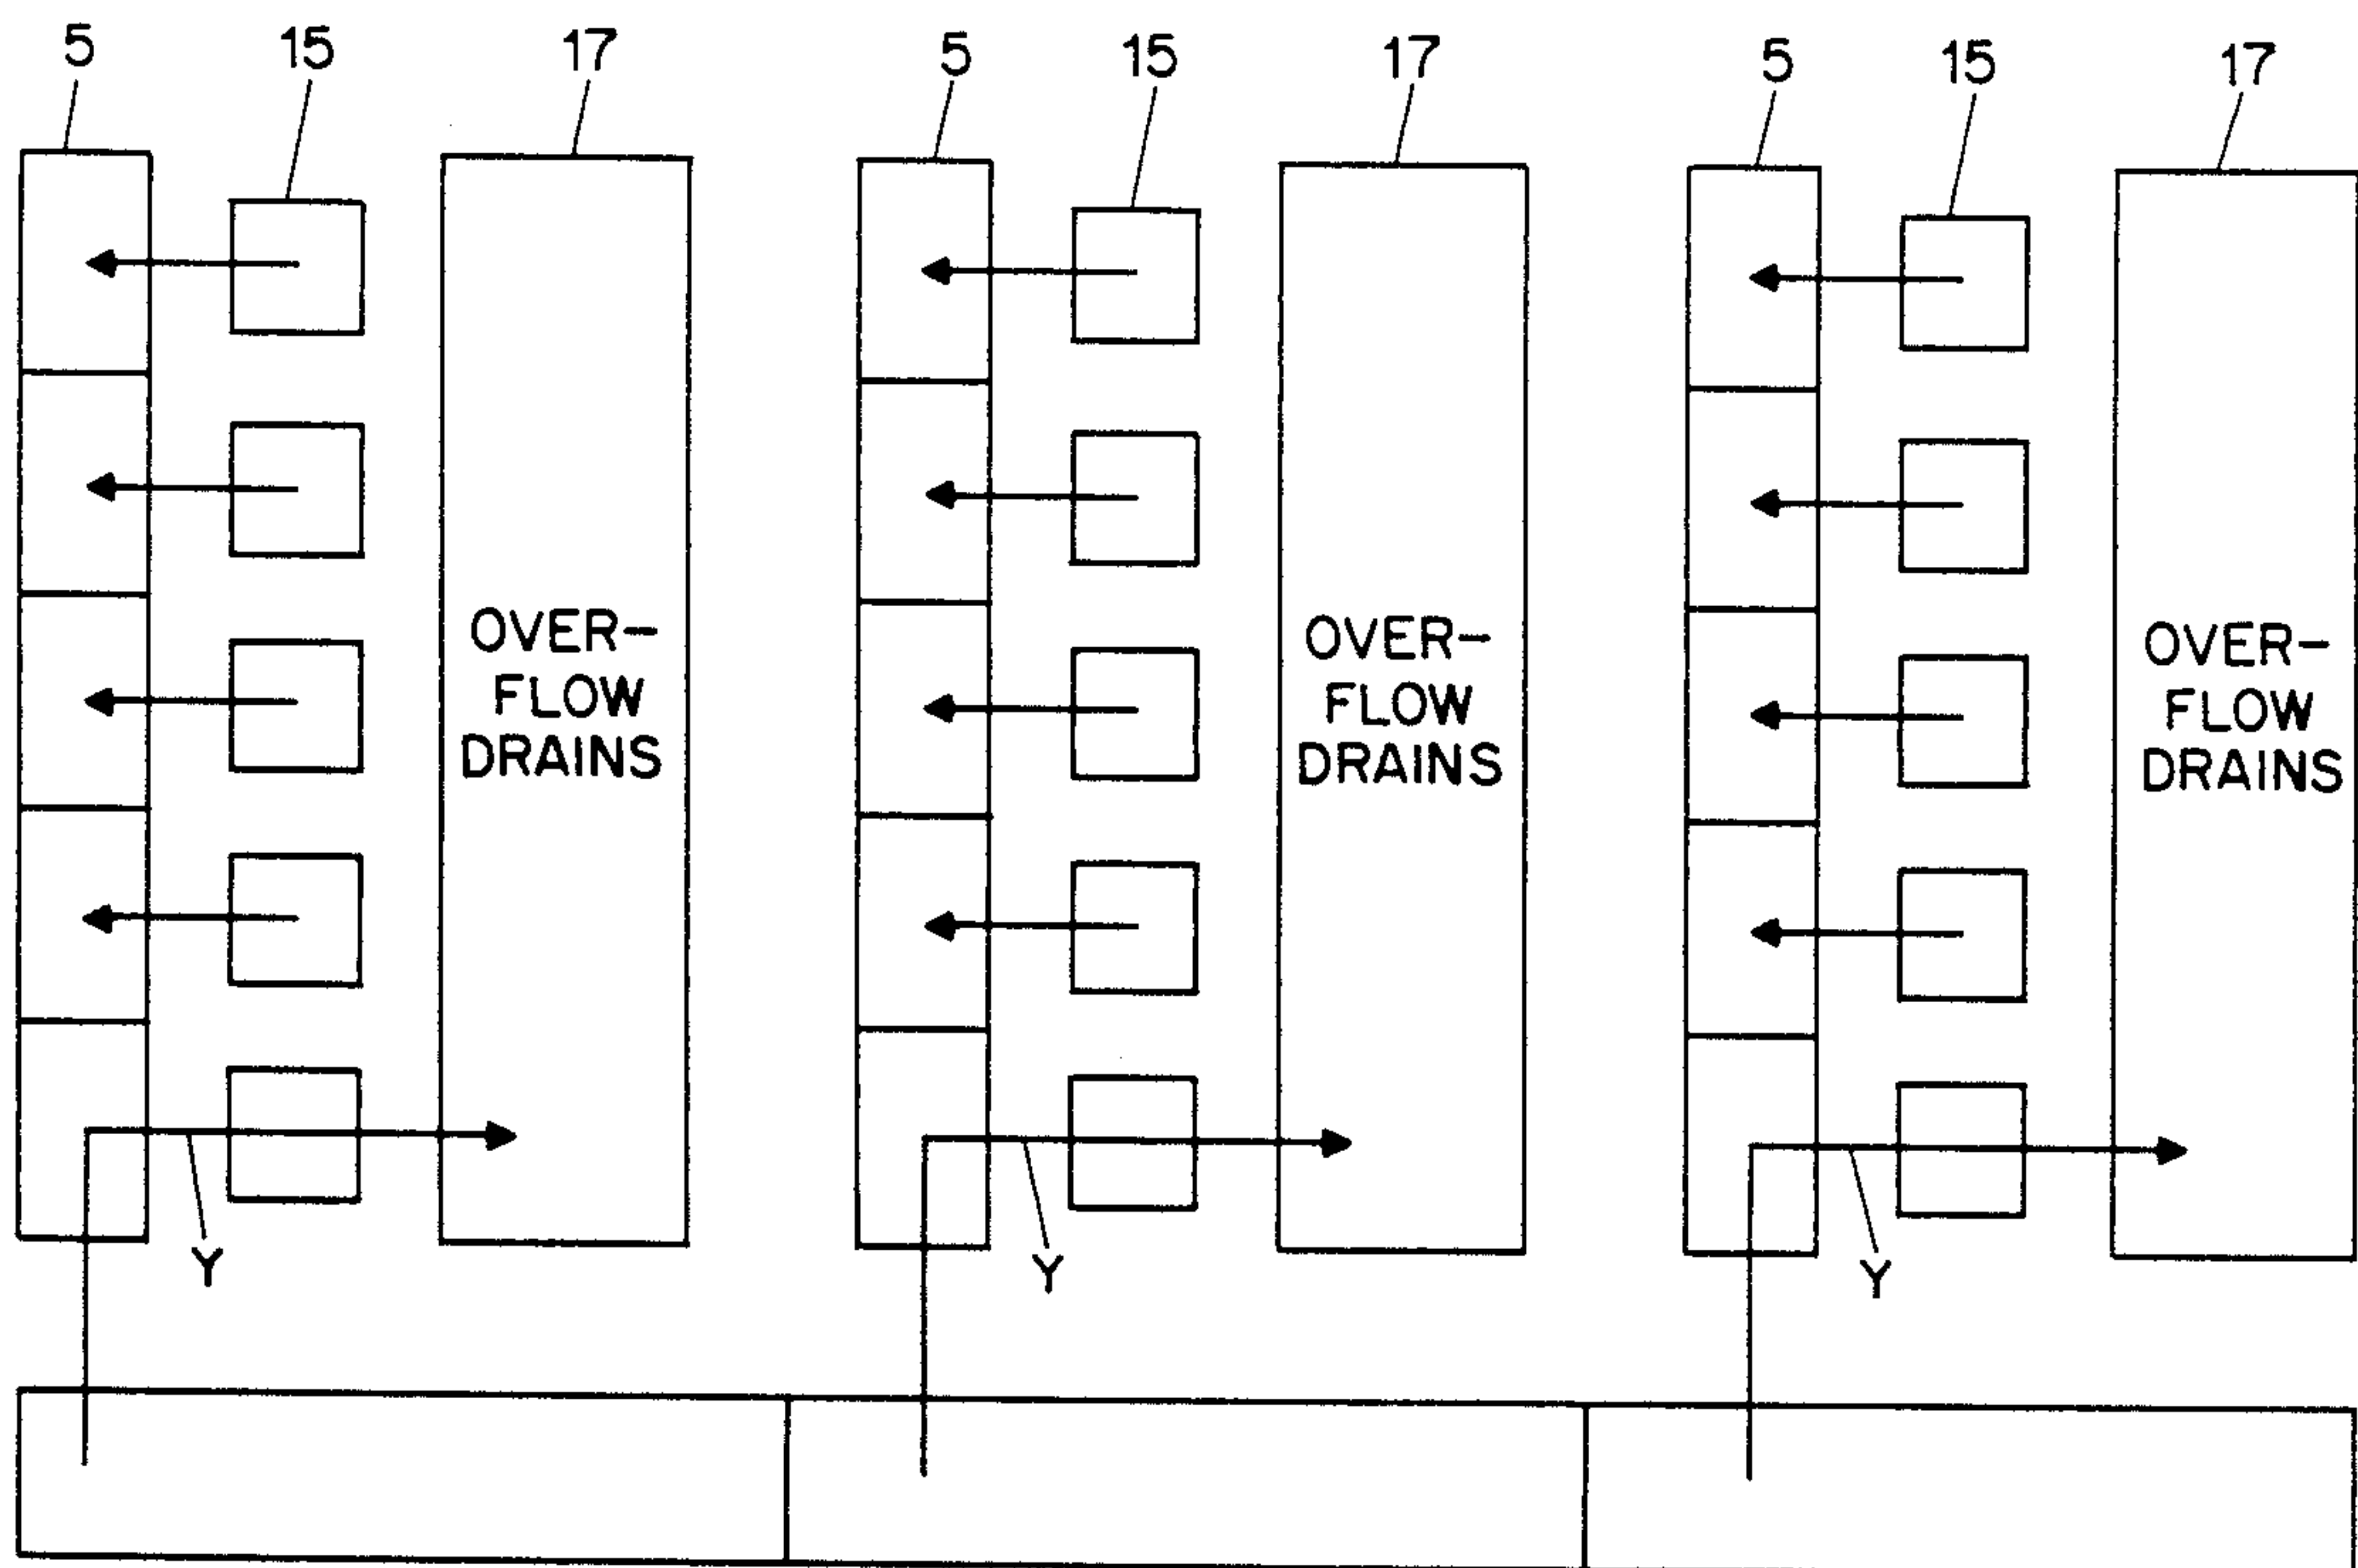 5 15 17 5 15 17 5 15 17
OVER-
FLOW
DRAINS
OVER-
FLOW
DRAINS
OVER-
FLOW
DRAINS
Y Y Y